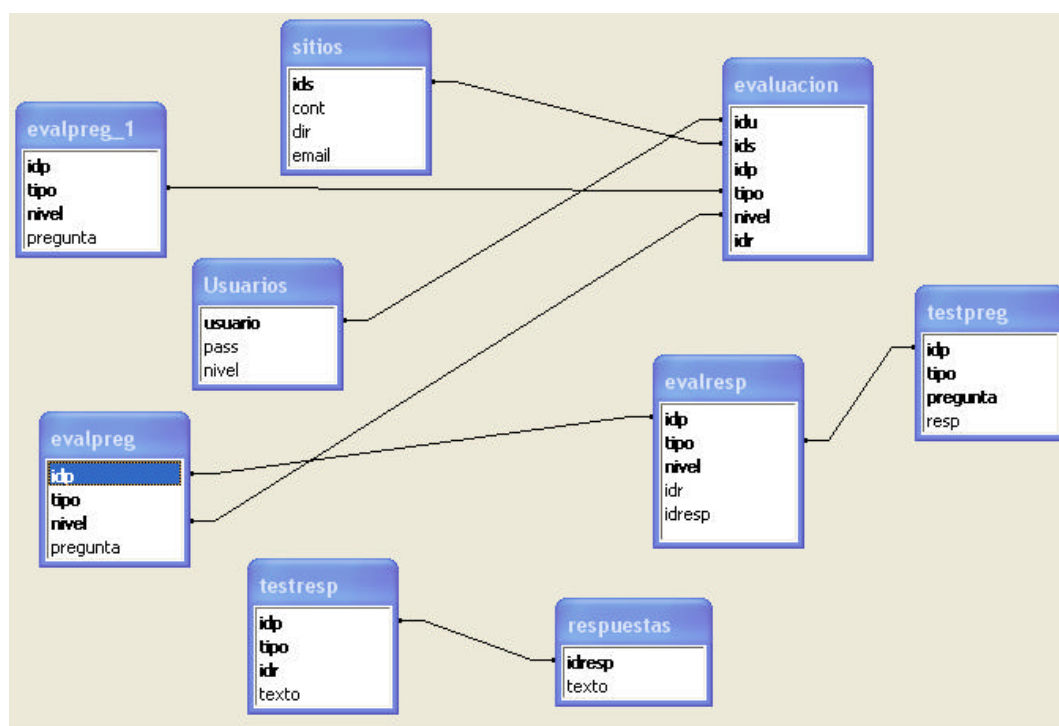 sitios
ids
cont
dir
email
evaluacion
idu
ids
idp
tipo
nivel
idr
evalpreg_1
idp
tipo
nivel
pregunta
Usuarios
usuario
pass
nivel
testpreg
idp
tipo
pregunta
resp
evalresp
idp
tipo
nivel
idr
idresp
evalpreg
idp
tipo
nivel
pregunta
testresp
idp
tipo
idr
texto
respuestas
idresp
texto